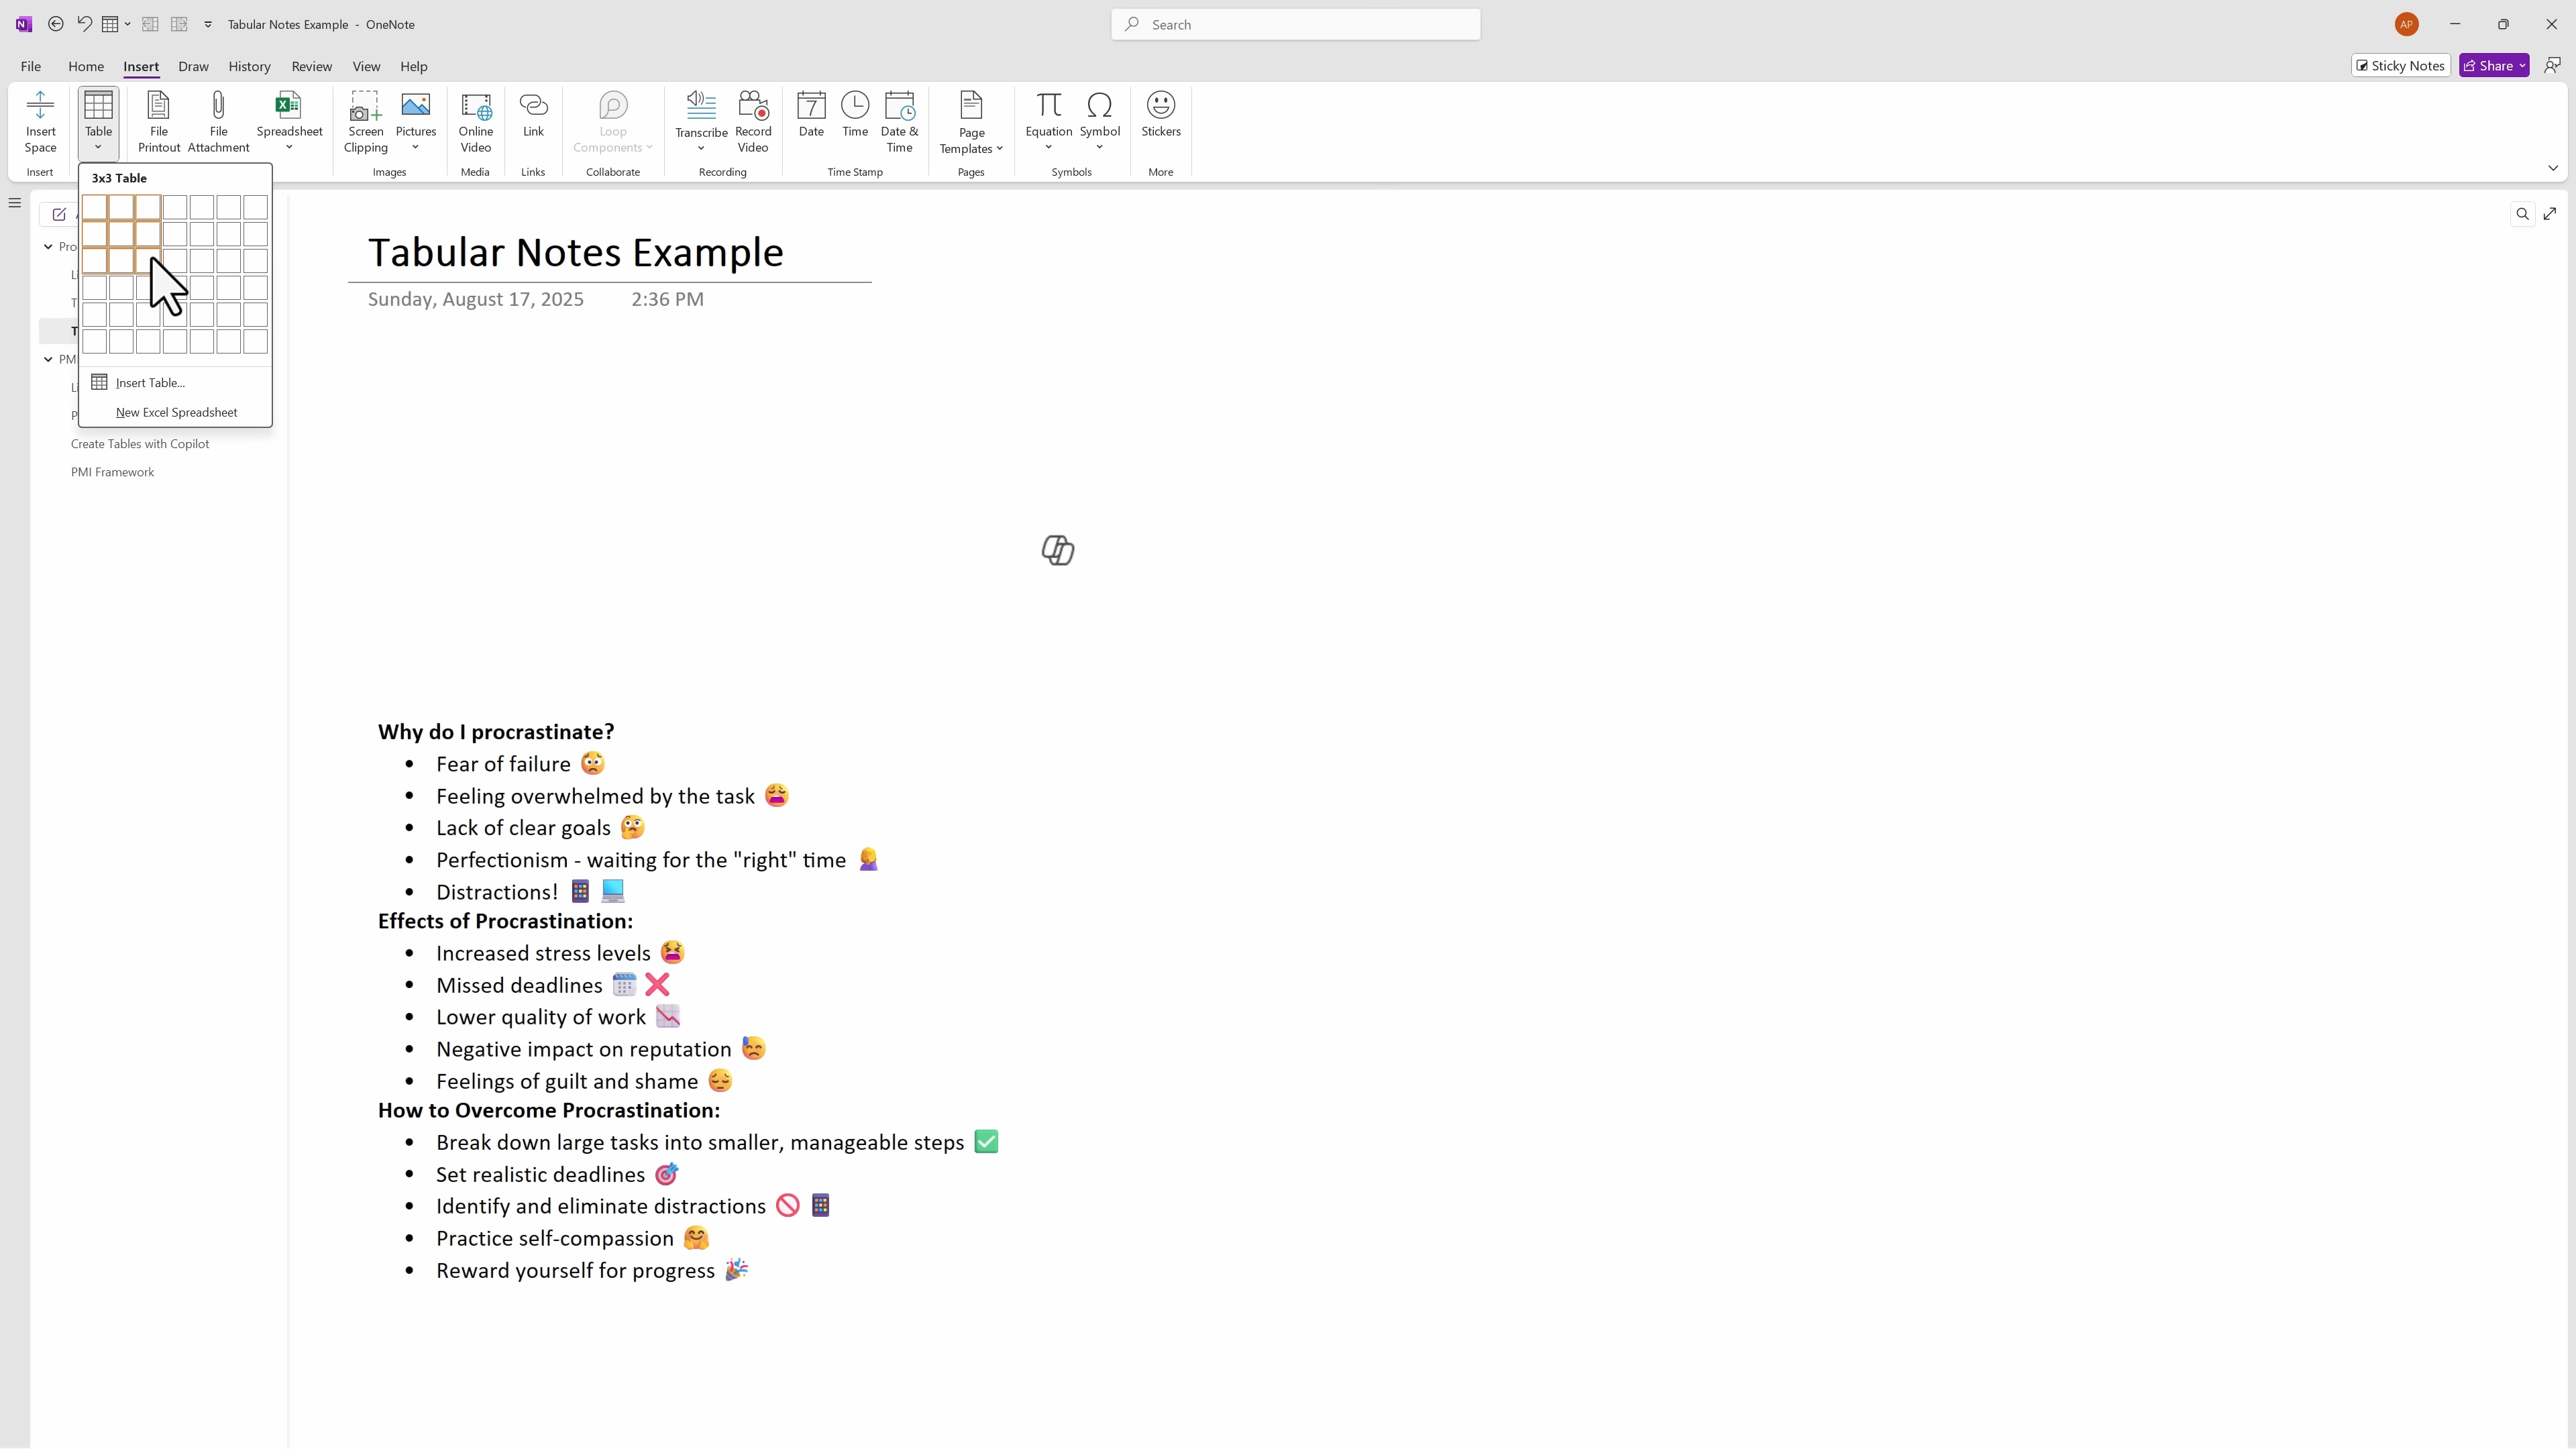 Tabular Notes Example - OneNote
Search
AP
File Home Insert Draw History Review View Help
Sticky Notes Share
Insert Space
Table
File Printout
File Attachment
Spreadsheet
Screen Clipping
Pictures
Online Video
Link
Loop Components
Transcribe
Record Video
Date
Time
Date & Time
Page Templates
Equation
Symbol
Stickers
Insert Images Media Links Collaborate Recording Time Stamp Pages Symbols More
3x3 Table
Insert Table...
New Excel Spreadsheet
Create Tables with Copilot
PMI Framework
Tabular Notes Example
Sunday, August 17, 2025 2:36 PM
Why do I procrastinate?
• Fear of failure 😟
• Feeling overwhelmed by the task 😩
• Lack of clear goals 🤔
• Perfectionism - waiting for the "right" time 🤦‍♀️
• Distractions! 📱 💻
Effects of Procrastination:
• Increased stress levels 😫
• Missed deadlines 🗓️ ❌
• Lower quality of work 📉
• Negative impact on reputation 😓
• Feelings of guilt and shame 😔
How to Overcome Procrastination:
• Break down large tasks into smaller, manageable steps ✅
• Set realistic deadlines 🎯
• Identify and eliminate distractions 🚫 📱
• Practice self-compassion 🤗
• Reward yourself for progress 🎉